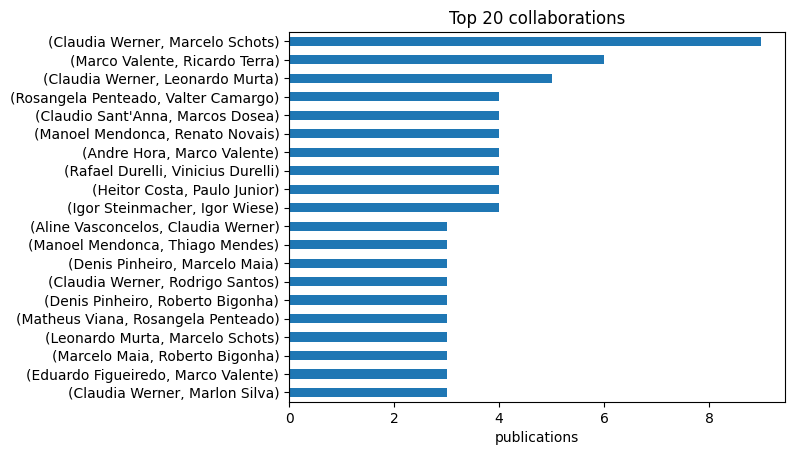 Top 20 collaborations
(Claudia Werner, Marcelo Schots)
(Marco Valente, Ricardo Terra)
(Claudia Werner, Leonardo Murta)
(Rosangela Penteado, Valter Camargo)
(Claudio Sant'Anna, Marcos Dosea)
(Manoel Mendonca, Renato Novais)
(Andre Hora, Marco Valente)
(Rafael Durelli, Vinicius Durelli)
(Heitor Costa, Paulo Junior)
(Igor Steinmacher, Igor Wiese)
(Aline Vasconcelos, Claudia Werner)
(Manoel Mendonca, Thiago Mendes)
(Denis Pinheiro, Marcelo Maia)
(Claudia Werner, Rodrigo Santos)
(Denis Pinheiro, Roberto Bigonha)
(Matheus Viana, Rosangela Penteado)
(Leonardo Murta, Marcelo Schots)
(Marcelo Maia, Roberto Bigonha)
(Eduardo Figueiredo, Marco Valente)
(Claudia Werner, Marlon Silva)
0 2 4 6 8
publications